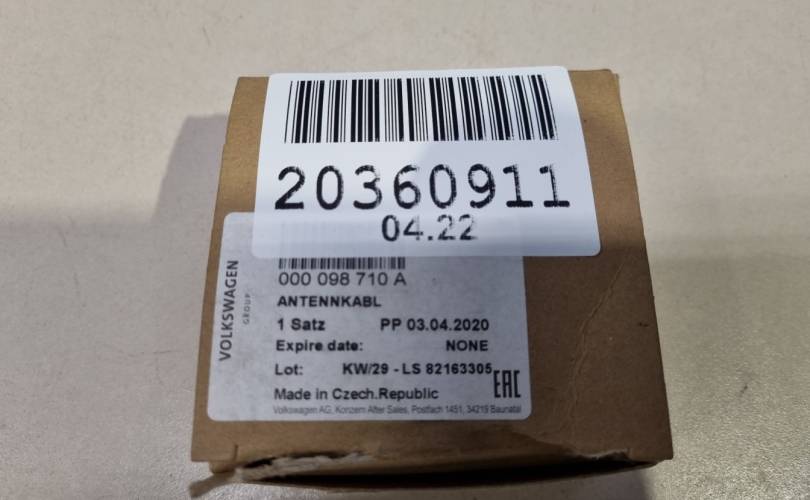 20360911
04.22
VOLKSWAGEN
GROUP
000 098 710 A
ANTENNKABL
1 Satz PP 03.04.2020
Expire date: NONE
Lot: KW/29 - LS 82163305
EAC
Made in Czech.Republic
Volkswagen AG, Konzern After Sales, Postfach 1451, 34219 Baunatal